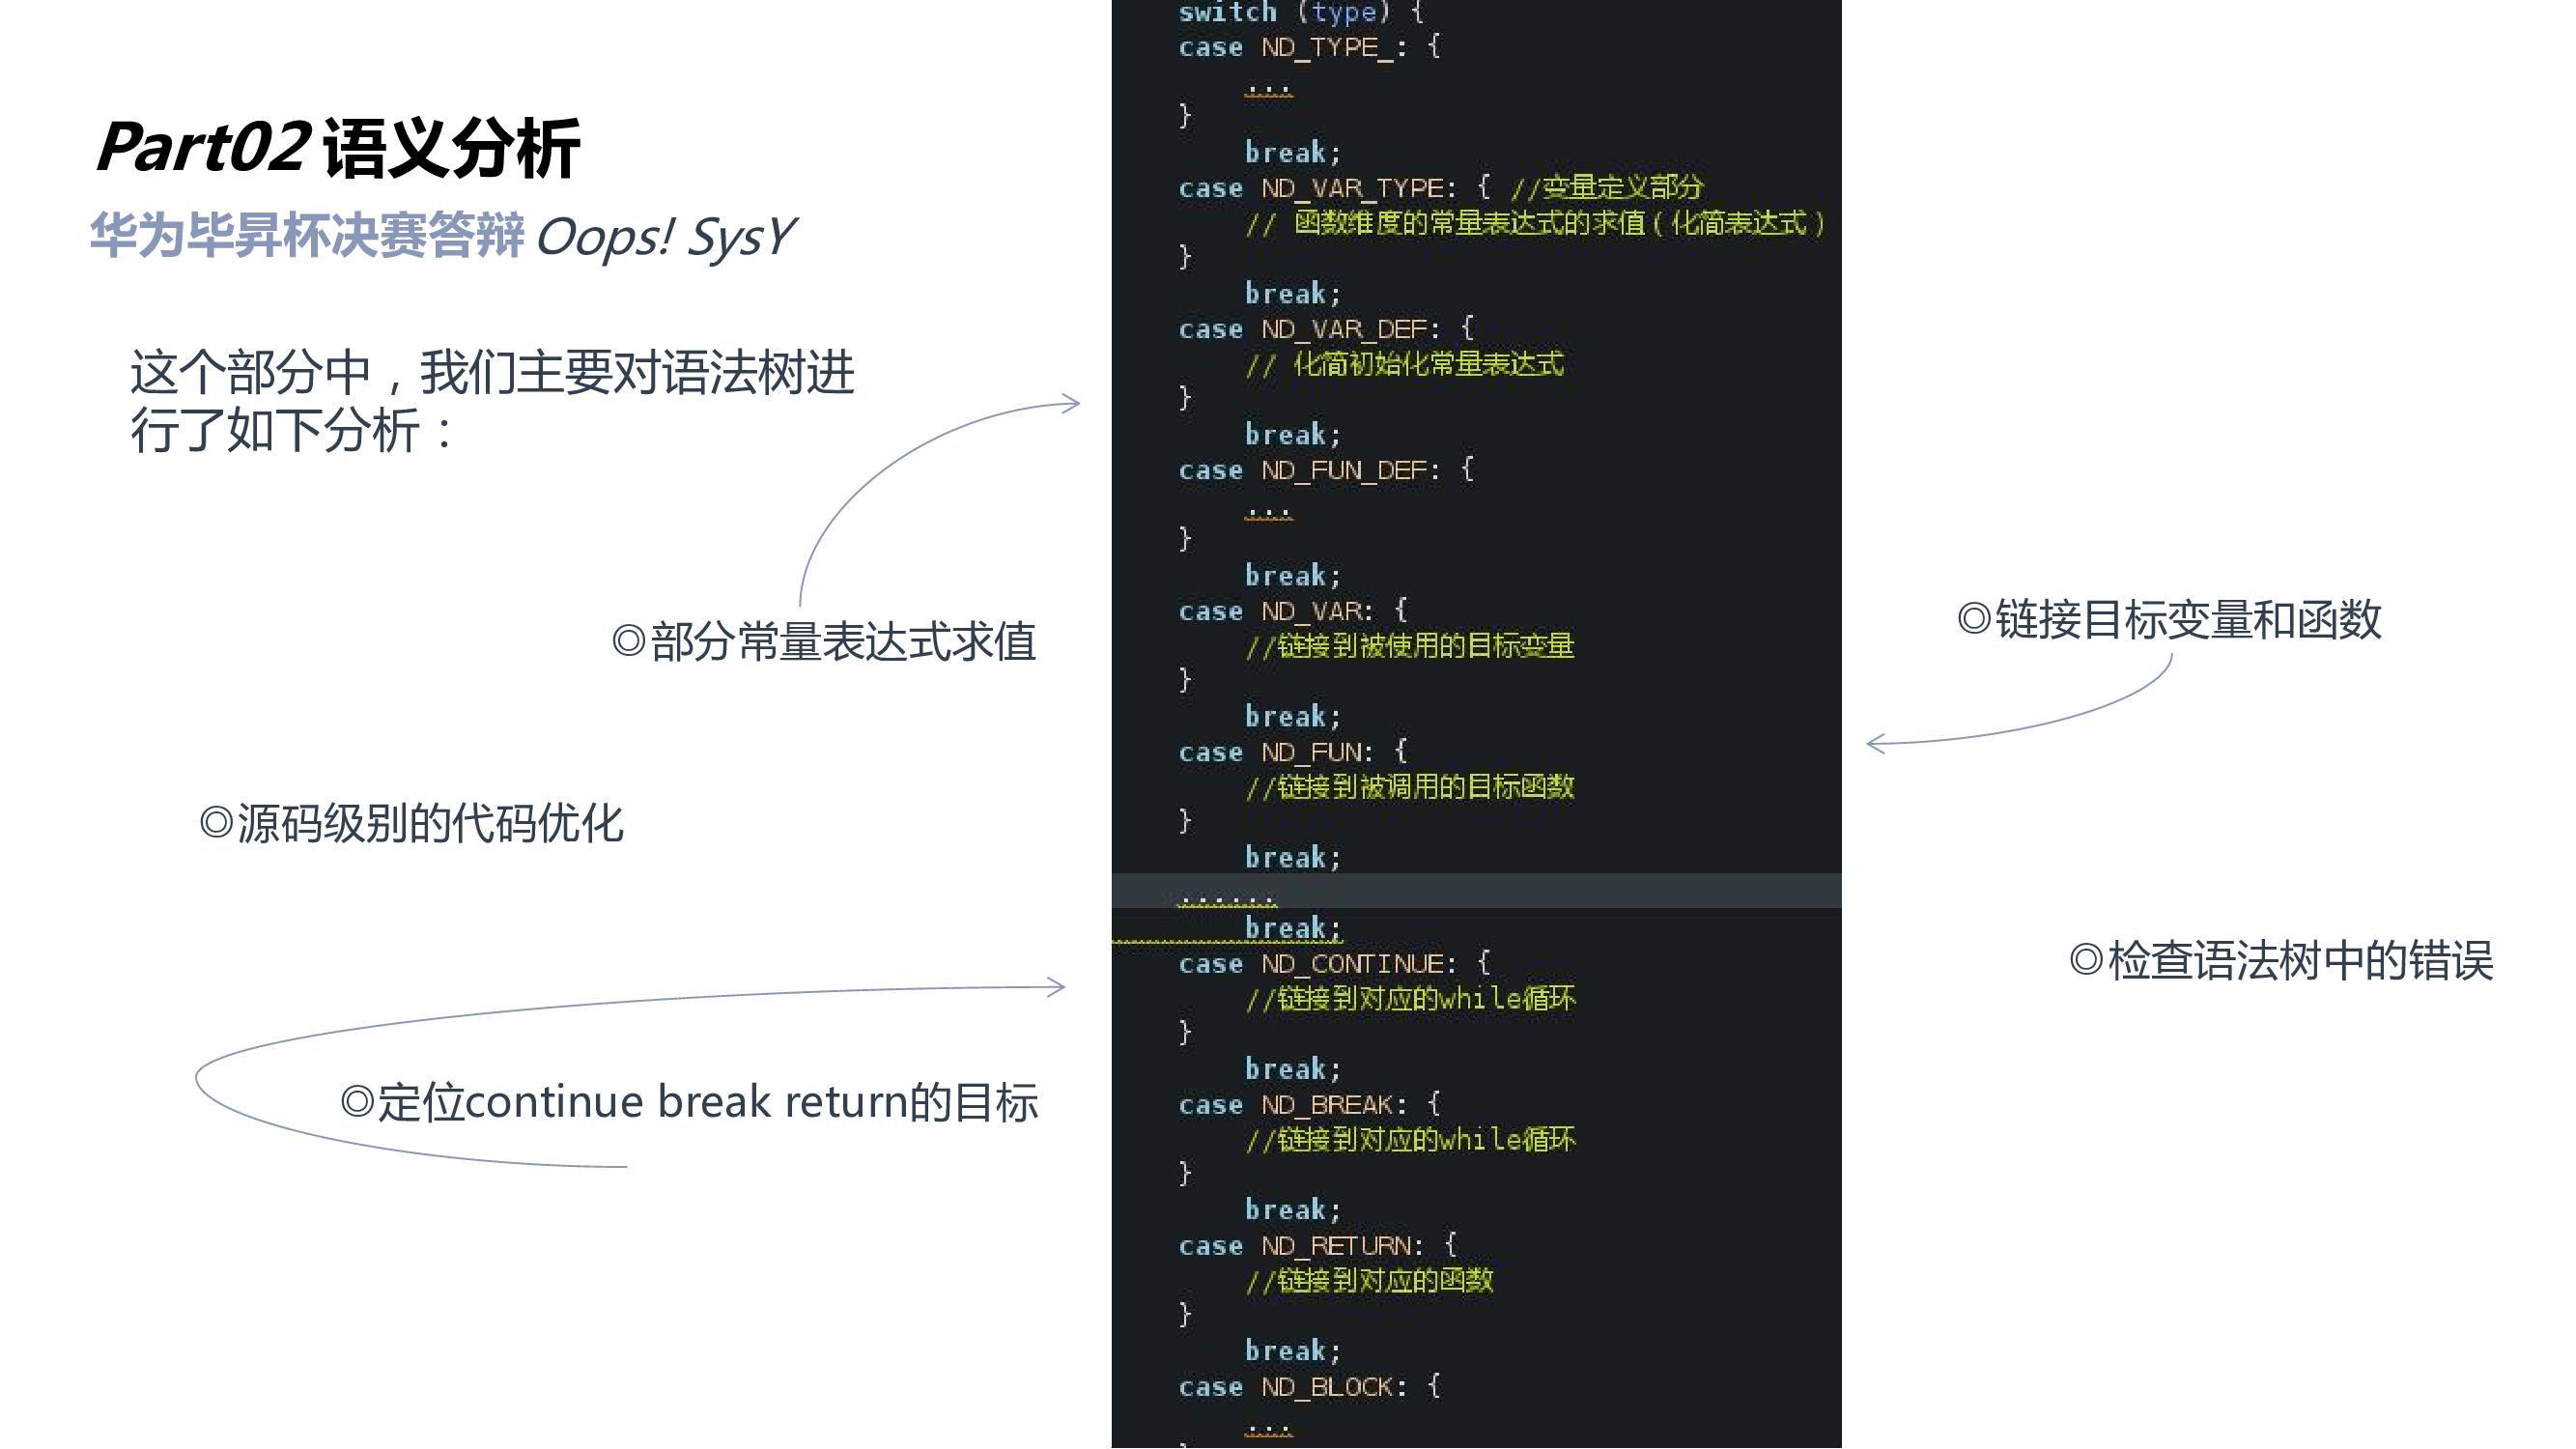 Part02 语义分析
华为毕昇杯决赛答辩 Oops! SysY
这个部分中，我们主要对语法树进
行了如下分析：
◎部分常量表达式求值
◎源码级别的代码优化
◎定位continue break return的目标
switch (type) {
case ND_TYPE_: {
...
}
break;
case ND_VAR_TYPE: { //变量定义部分
// 函数维度的常量表达式的求值（化简表达式）
}
break;
case ND_VAR_DEF: {
// 化简初始化常量表达式
}
break;
case ND_FUN_DEF: {
...
}
break;
case ND_VAR: {
//链接到被使用的目标变量
}
break;
case ND_FUN: {
//链接到被调用的目标函数
}
break;
......
break;
case ND_CONTINUE: {
//链接到对应的while循环
}
break;
case ND_BREAK: {
//链接到对应的while循环
}
break;
case ND_RETURN: {
//链接到对应的函数
}
break;
case ND_BLOCK: {
...
◎链接目标变量和函数
◎检查语法树中的错误